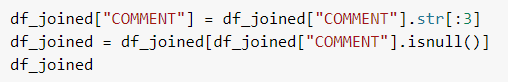 df_joined["COMMENT"] = df_joined["COMMENT"].str[:3]
df_joined = df_joined[df_joined["COMMENT"].isnull()]
df_joined